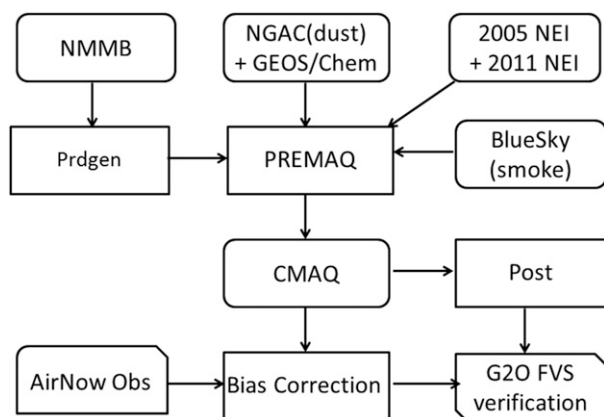 NMMB
NGAC(dust)
+ GEOS/Chem
2005 NEI
+ 2011 NEI
Prdgen
PREMAQ
BlueSky
(smoke)
CMAQ
Post
AirNow Obs
Bias Correction
G2O FVS
verification